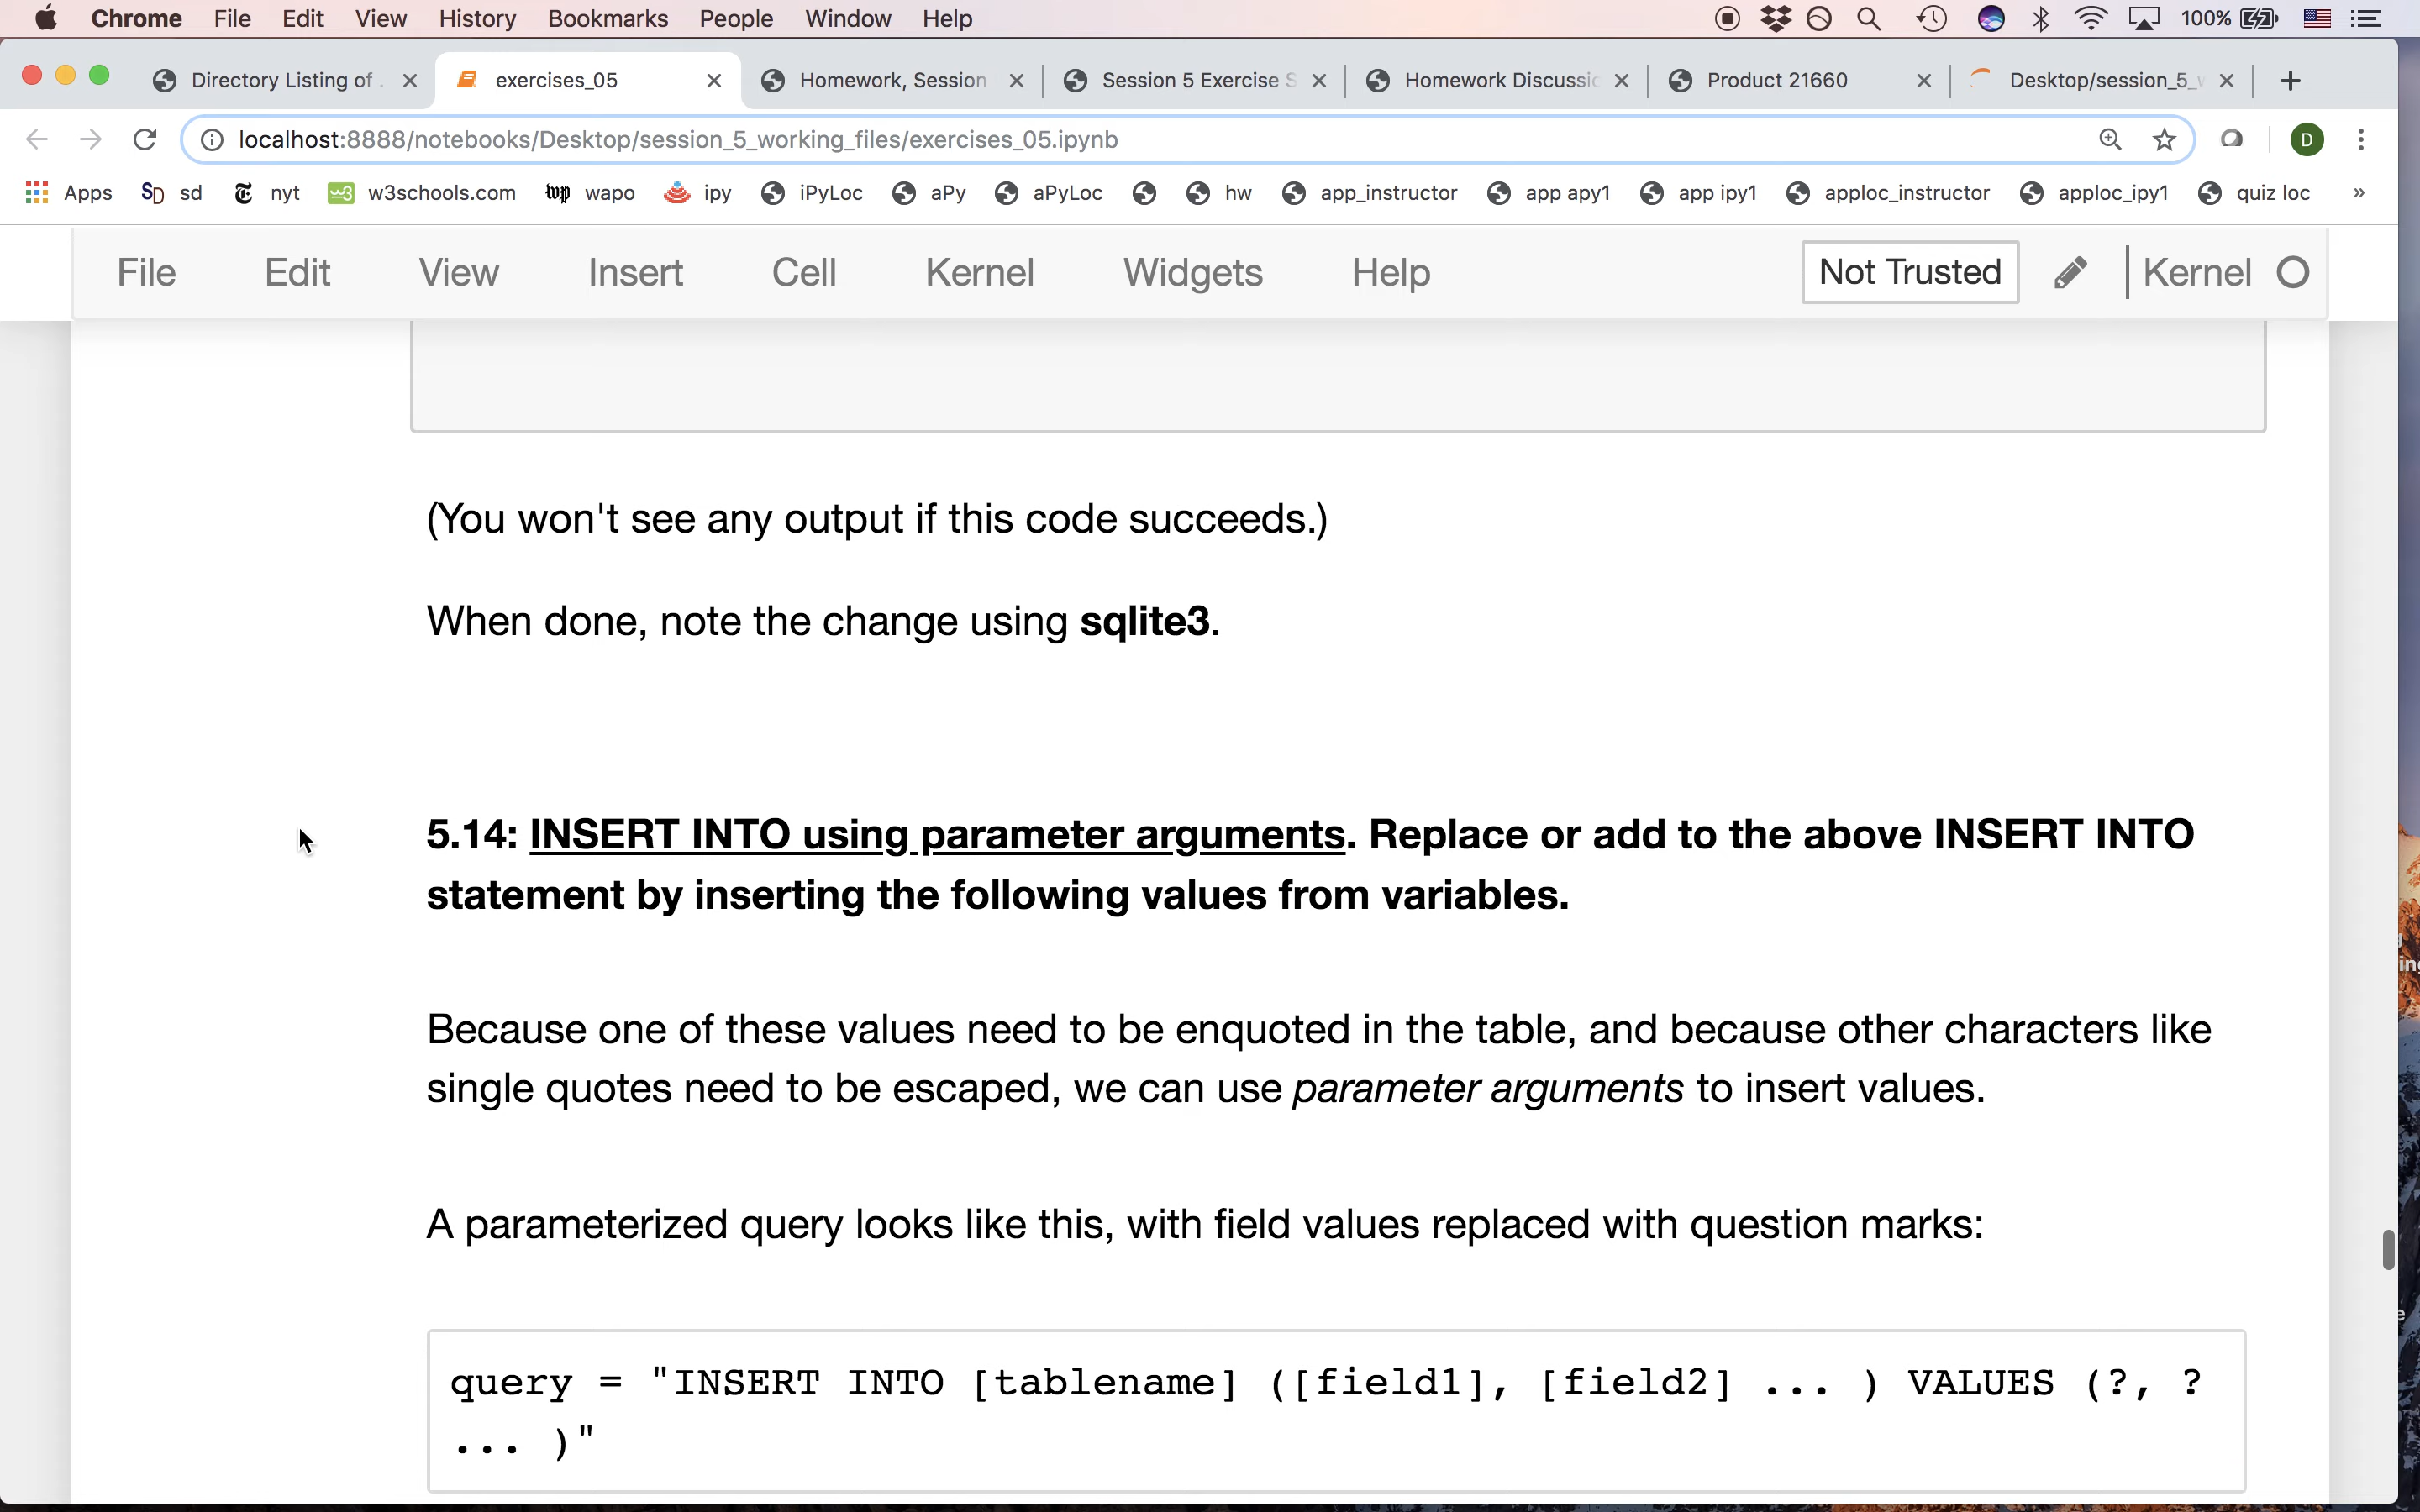 Chrome File Edit View History Bookmarks People Window Help 100%
Directory Listing of . exercises_05 Homework, Session Session 5 Exercise S Homework Discussic Product 21660 Desktop/session_5_w
localhost:8888/notebooks/Desktop/session_5_working_files/exercises_05.ipynb D
Apps SD sd nyt w3 w3schools.com wp wapo ipy iPyLoc aPy aPyLoc hw app_instructor app apy1 app ipy1 apploc_instructor apploc_ipy1 quiz loc »
File Edit View Insert Cell Kernel Widgets Help Not Trusted Kernel
(You won't see any output if this code succeeds.)
When done, note the change using sqlite3.
5.14: INSERT INTO using parameter arguments. Replace or add to the above INSERT INTO
statement by inserting the following values from variables.
Because one of these values need to be enquoted in the table, and because other characters like
single quotes need to be escaped, we can use parameter arguments to insert values.
A parameterized query looks like this, with field values replaced with question marks:
query = "INSERT INTO [tablename] ([field1], [field2] ... ) VALUES (?, ?
... )"